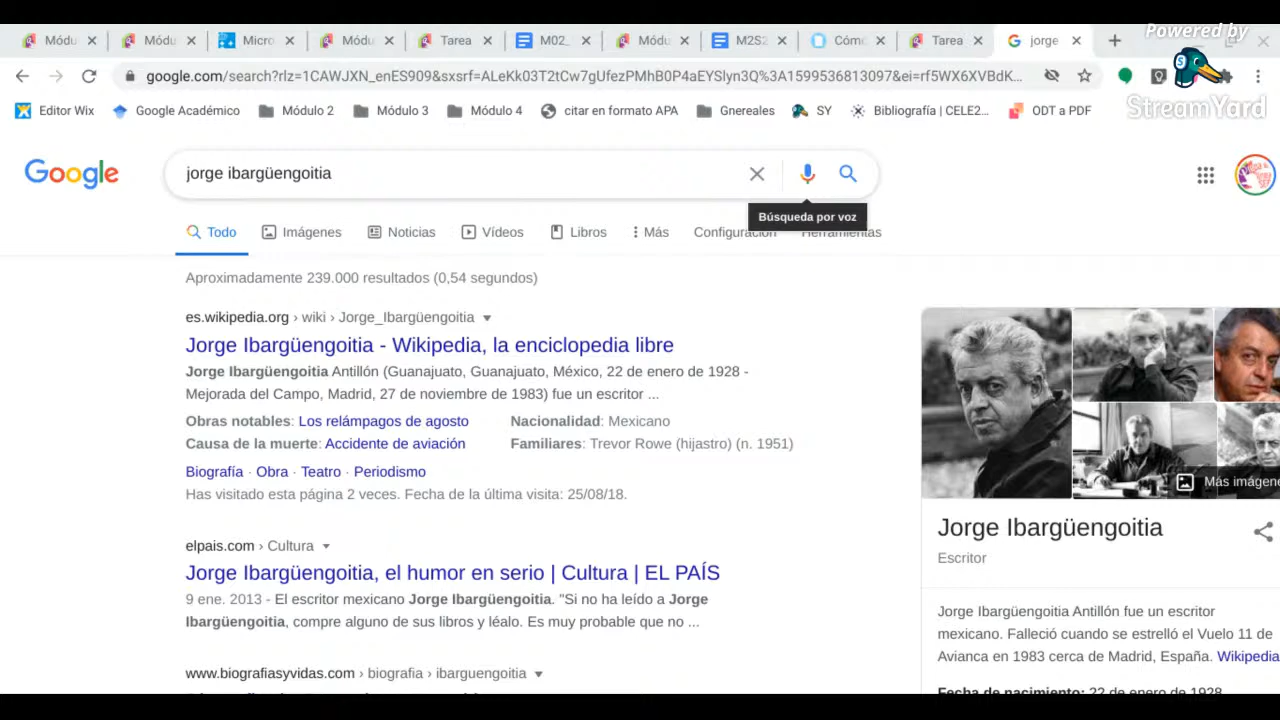 Powered by
StreamYard
Módu
Módu
Micro
Módu
Tarea
M02_
Módu
M2S2
Cómo
Tarea
jorge
google.com/search?rlz=1CAWJXN_enES909&sxsrf=ALeKk03T2tCw7gUfezPMhB0P4aEYSlyn3Q%3A1599536813097&ei=rf5WX6XVBdK...
Editor Wix
Google Académico
Módulo 2
Módulo 3
Módulo 4
citar en formato APA
Gnereales
SY
Bibliografía | CELE2...
ODT a PDF
Google
jorge ibargüengoitia
Búsqueda por voz
Todo
Imágenes
Noticias
Vídeos
Libros
Más
Configuración
Herramientas
Aproximadamente 239.000 resultados (0,54 segundos)
es.wikipedia.org › wiki › Jorge_Ibargüengoitia
Jorge Ibargüengoitia - Wikipedia, la enciclopedia libre
Jorge Ibargüengoitia Antillón (Guanajuato, Guanajuato, México, 22 de enero de 1928 -
Mejorada del Campo, Madrid, 27 de noviembre de 1983) fue un escritor ...
Obras notables: Los relámpagos de agosto
Nacionalidad: Mexicano
Causa de la muerte: Accidente de aviación
Familiares: Trevor Rowe (hijastro) (n. 1951)
Biografía · Obra · Teatro · Periodismo
Has visitado esta página 2 veces. Fecha de la última visita: 25/08/18.
elpais.com › Cultura
Jorge Ibargüengoitia, el humor en serio | Cultura | EL PAÍS
9 ene. 2013 - El escritor mexicano Jorge Ibargüengoitia. "Si no ha leído a Jorge
Ibargüengoitia, compre alguno de sus libros y léalo. Es muy probable que no ...
www.biografiasyvidas.com › biografia › ibarguengoitia
Más imágene
Jorge Ibargüengoitia
Escritor
Jorge Ibargüengoitia Antillón fue un escritor
mexicano. Falleció cuando se estrelló el Vuelo 11 de
Avianca en 1983 cerca de Madrid, España. Wikipedia
Fecha de nacimiento: 22 de enero de 1928